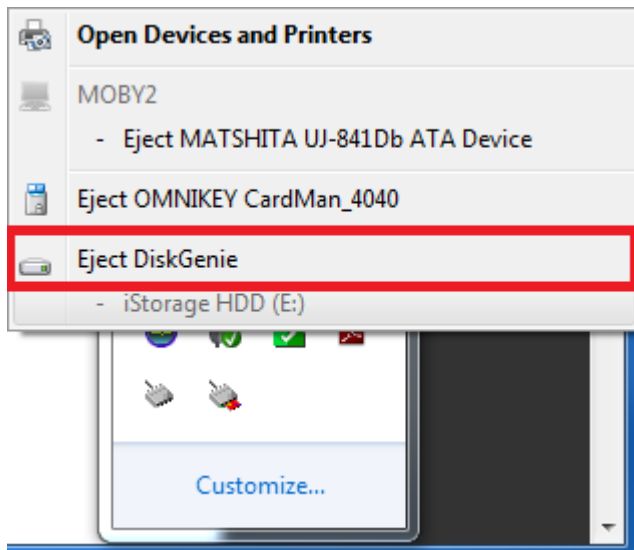 Open Devices and Printers
MOBY2
- Eject MATSHITA UJ-841Db ATA Device
Eject OMNIKEY CardMan_4040
Eject DiskGenie
- iStorage HDD (E:)
Customize...